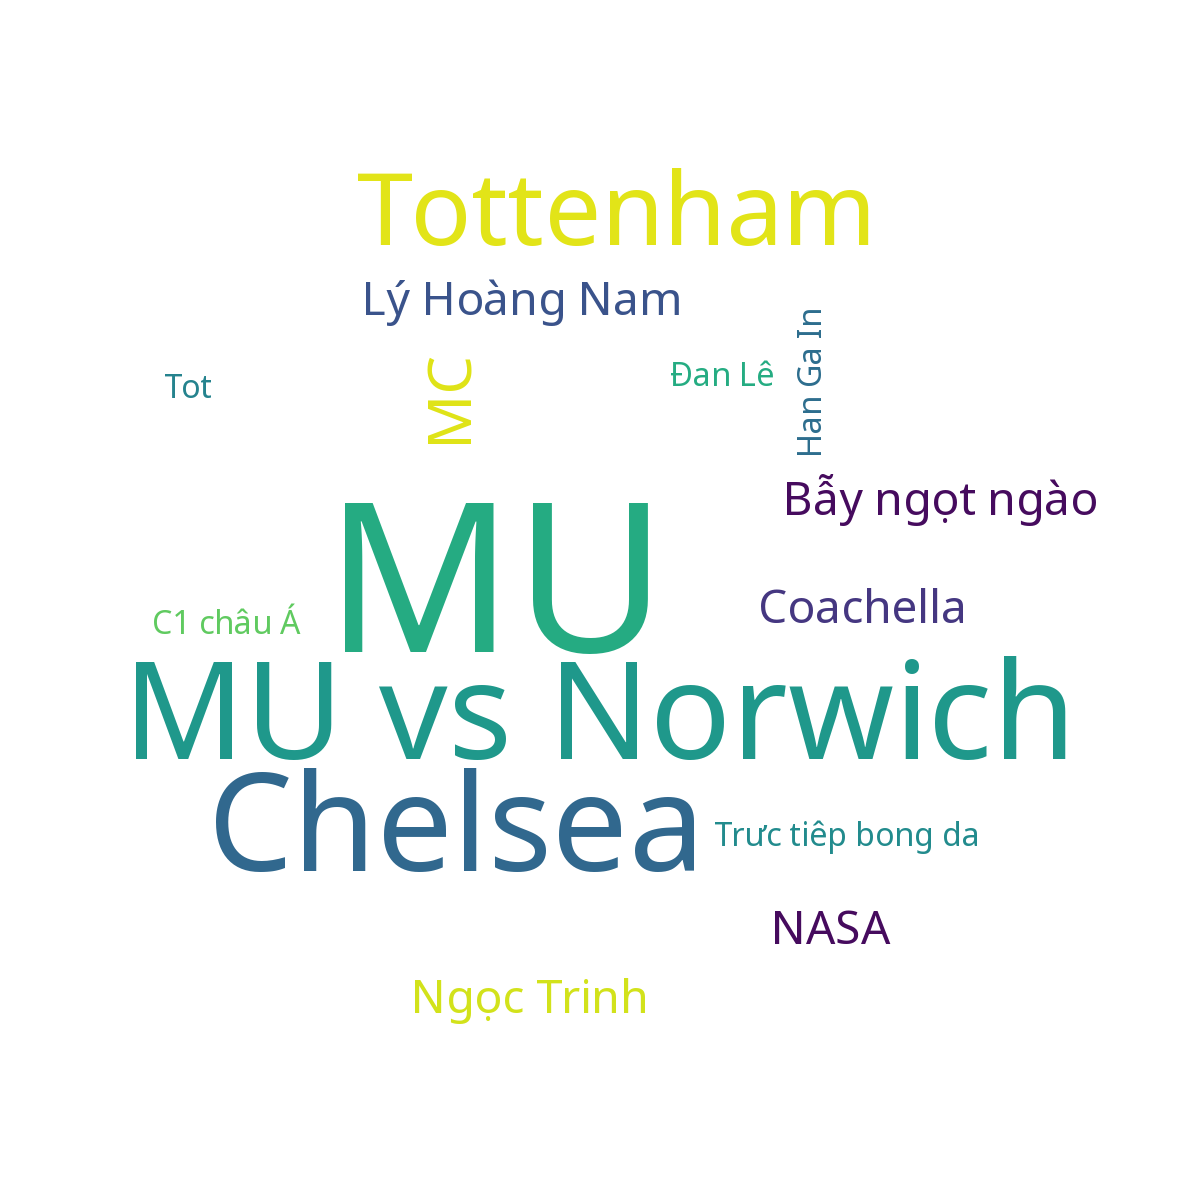 Tottenham
Lý Hoàng Nam
Han Ga In
MC
Đan Lê
Tot
Bẫy ngọt ngào
MU
Coachella
C1 châu Á
MU vs Norwich
Chelsea
Trưc tiêp bong da
NASA
Ngọc Trinh